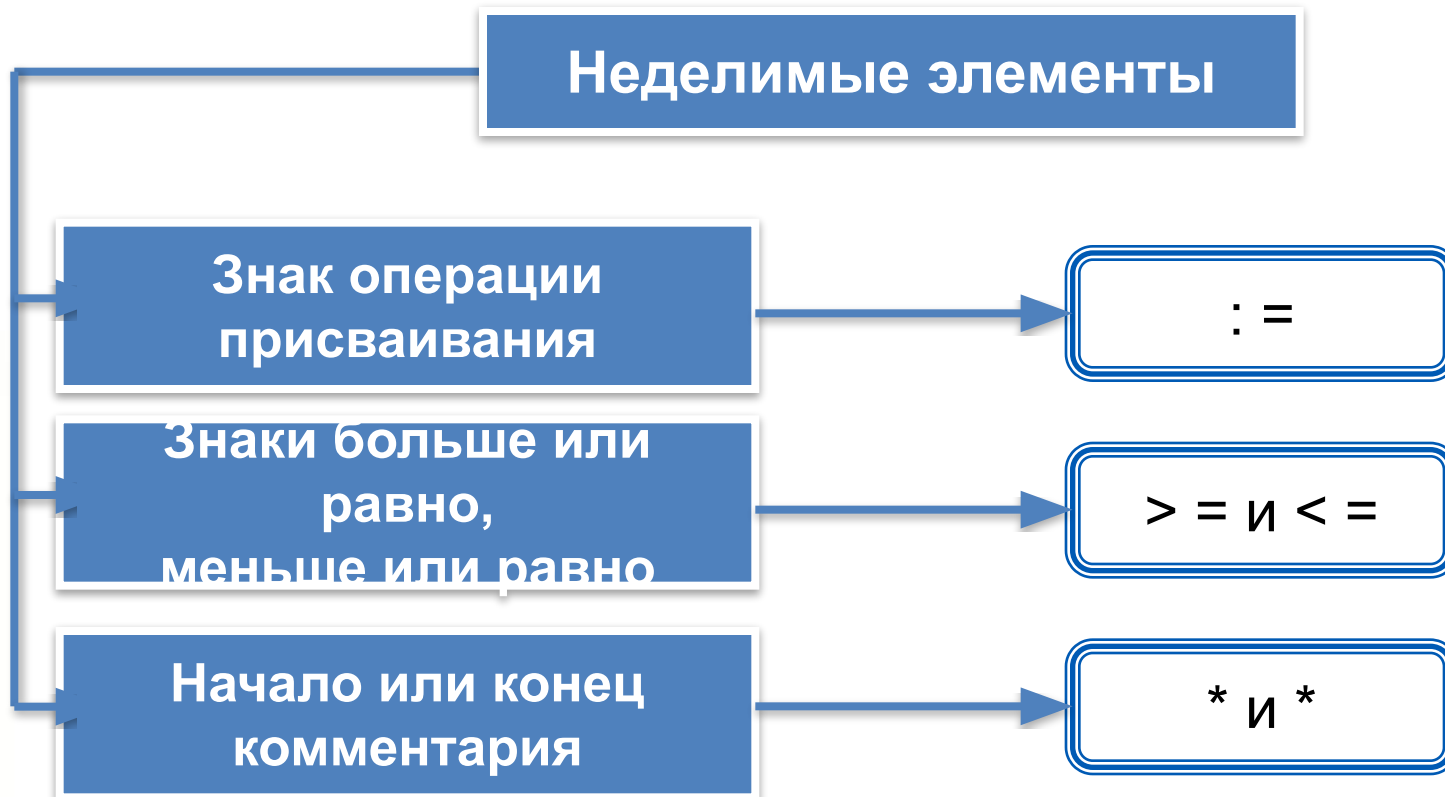 Неделимые элементы
Знак операции
присваивания
: =
Знаки больше или
равно,
меньше или равно
> = и < =
Начало или конец
комментария
* и *